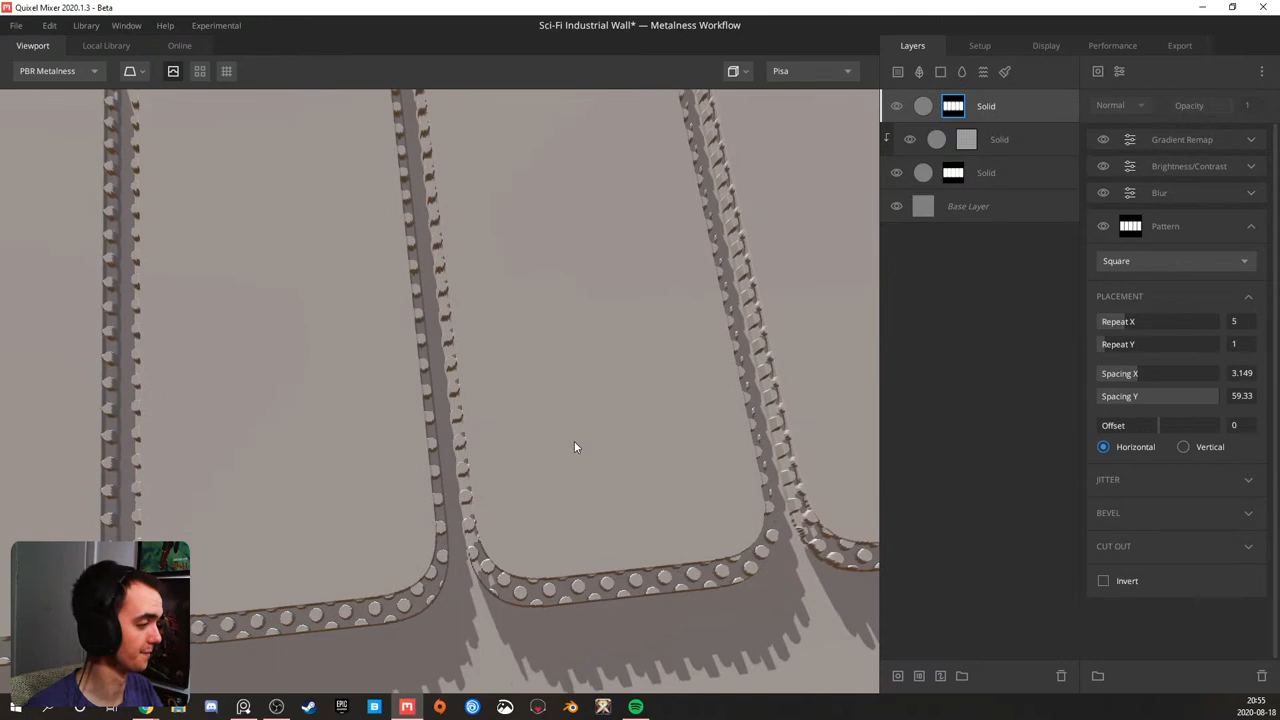 Quixel Mixer 2020.1.3 - Beta
File Edit Library Window Help Experimental
Sci-Fi Industrial Wall* — Metalness Workflow
Viewport Local Library Online
Layers Setup Display Performance Export
PBR Metalness
Pisa
Solid
Normal Opacity 1
Solid
Gradient Remap
Solid
Brightness/Contrast
Base Layer
Blur
Pattern
Square
PLACEMENT
Repeat X 5
Repeat Y 1
Spacing X 3.149
Spacing Y 59.33
Offset 0
Horizontal Vertical
JITTER
BEVEL
CUT OUT
Invert
EPIC
20:55
2020-08-18